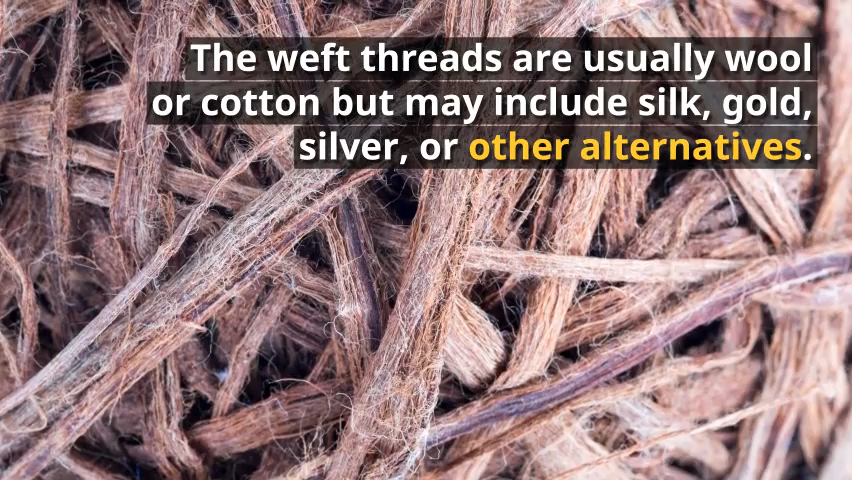 The weft threads are usually wool
or cotton but may include silk, gold,
silver, or other alternatives.